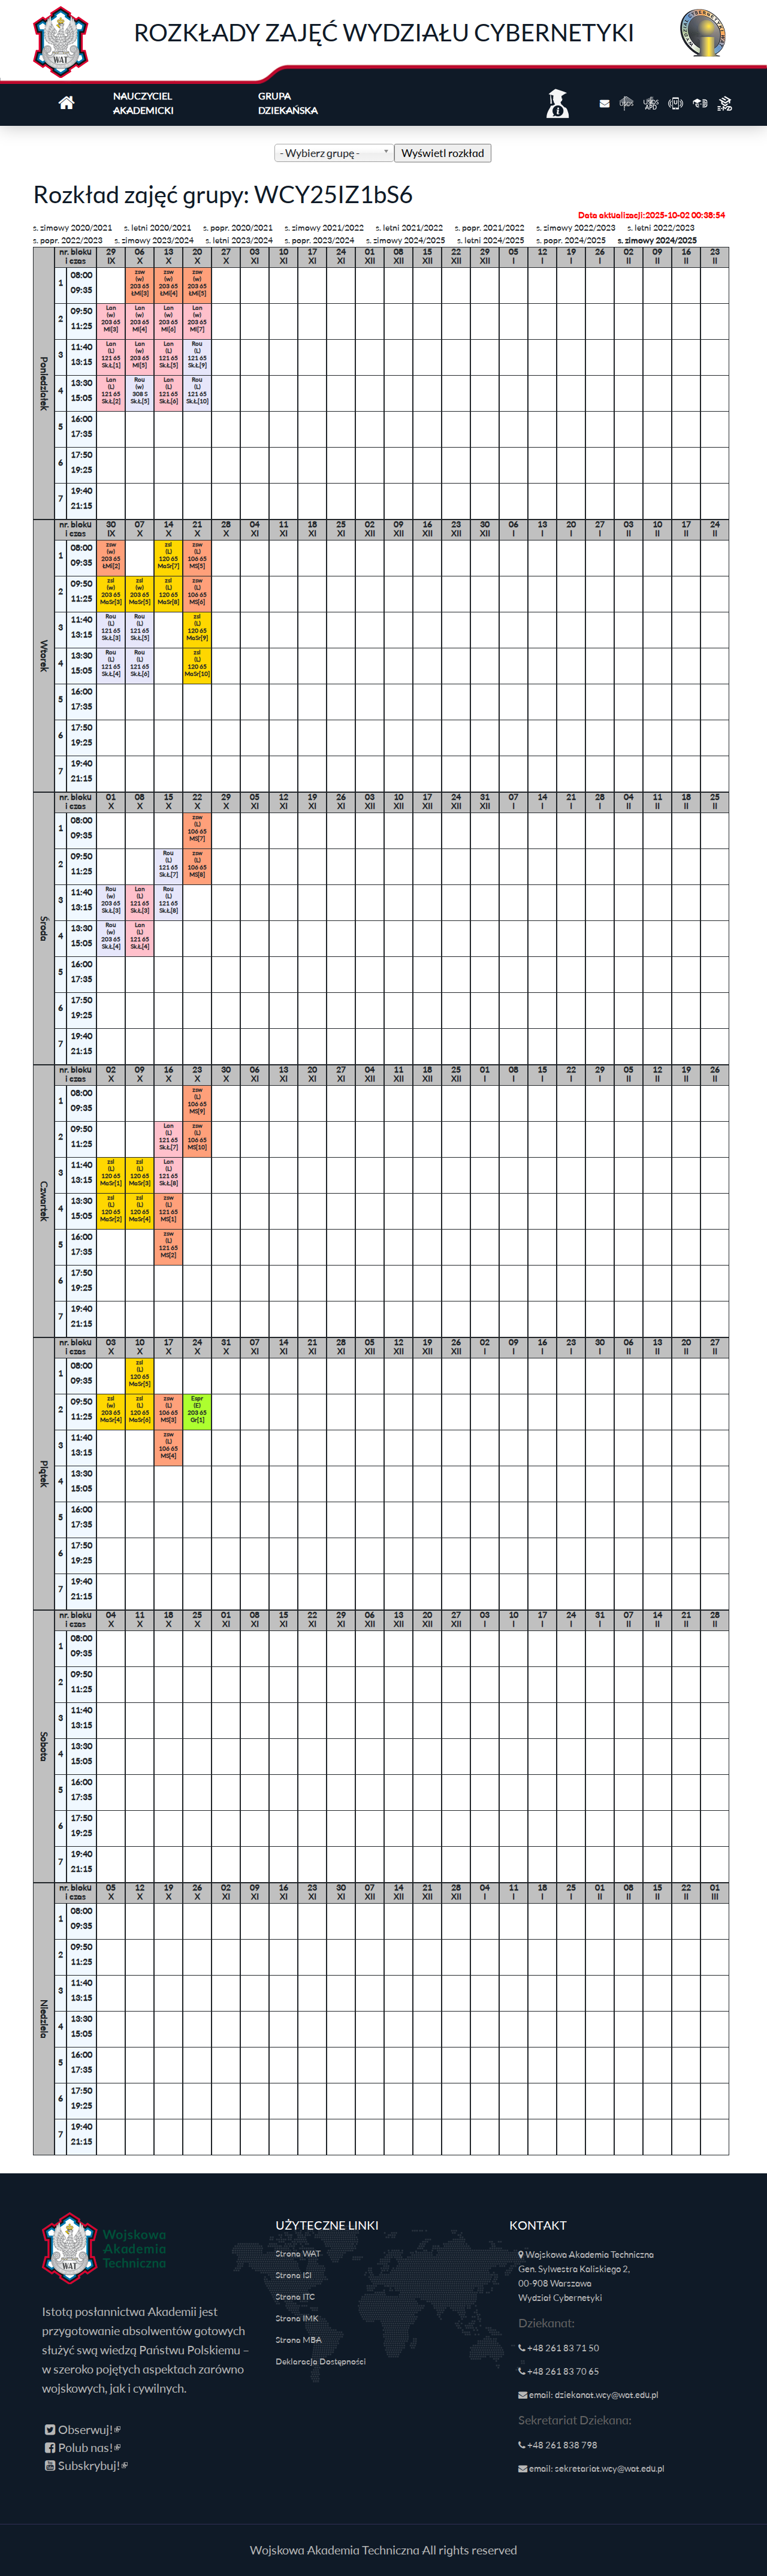 ROZKŁADY ZAJĘĆ WYDZIAŁU CYBERNETYKI
NAUCZYCIEL AKADEMICKI
GRUPA DZIEKAŃSKA
- Wybierz grupę -
Wyświetl rozkład
Rozkład zajęć grupy: WCY25IZ1bS6
Data aktualizacji:2025-10-02 00:38:54
s. zimowy 2020/2021 s. letni 2020/2021 s. popr. 2020/2021 s. zimowy 2021/2022 s. letni 2021/2022 s. popr. 2021/2022 s. zimowy 2022/2023 s. letni 2022/2023
s. popr. 2022/2023 s. zimowy 2023/2024 s. letni 2023/2024 s. popr. 2023/2024 s. zimowy 2024/2025 s. letni 2024/2025 s. popr. 2024/2025 s. zimowy 2024/2025
Poniedziałek
nr. bloku i czas 29 IX 06 X 13 X 20 X 27 X 03 XI 10 XI 17 XI 24 XI 01 XII 08 XII 15 XII 22 XII 29 XII 05 I 12 I 19 I 26 I 02 II 09 II 16 II 23 II
1 08:00 09:35 zsw (w) 203 65 ŁMi[3] zsw (w) 203 65 ŁMi[4] zsw (w) 203 65 ŁMi[5]
2 09:50 11:25 Lan (w) 203 65 MI[3] Lan (w) 203 65 MI[4] Lan (w) 203 65 MI[6] Lan (w) 203 65 MI[7]
3 11:40 13:15 Lan (L) 121 65 Sk.Ł[1] Lan (w) 203 65 MI[5] Lan (L) 121 65 Sk.Ł[5] Rou (L) 121 65 Sk.Ł[9]
4 13:30 15:05 Lan (L) 121 65 Sk.Ł[2] Rou (w) 308 S Sk.Ł[5] Lan (L) 121 65 Sk.Ł[6] Rou (L) 121 65 Sk.Ł[10]
5 16:00 17:35
6 17:50 19:25
7 19:40 21:15
Wtorek
nr. bloku i czas 30 IX 07 X 14 X 21 X 28 X 04 XI 11 XI 18 XI 25 XI 02 XII 09 XII 16 XII 23 XII 30 XII 06 I 13 I 20 I 27 I 03 II 10 II 17 II 24 II
1 08:00 09:35 zsw (w) 203 65 ŁMi[2] zsl (L) 120 65 MaSr[7] zsw (L) 106 65 MS[5]
2 09:50 11:25 zsl (w) 203 65 MaSr[3] zsl (w) 203 65 MaSr[5] zsl (L) 120 65 MaSr[8] zsw (L) 106 65 MS[6]
3 11:40 13:15 Rou (L) 121 65 Sk.Ł[3] Rou (L) 121 65 Sk.Ł[5] zsl (L) 120 65 MaSr[9]
4 13:30 15:05 Rou (L) 121 65 Sk.Ł[4] Rou (L) 121 65 Sk.Ł[6] zsl (L) 120 65 MaSr[10]
5 16:00 17:35
6 17:50 19:25
7 19:40 21:15
Środa
nr. bloku i czas 01 X 08 X 15 X 22 X 29 X 05 XI 12 XI 19 XI 26 XI 03 XII 10 XII 17 XII 24 XII 31 XII 07 I 14 I 21 I 28 I 04 II 11 II 18 II 25 II
1 08:00 09:35 zsw (L) 106 65 MS[7]
2 09:50 11:25 Rou (L) 121 65 Sk.Ł[7] zsw (L) 106 65 MS[8]
3 11:40 13:15 Rou (w) 203 65 Sk.Ł[3] Lan (L) 121 65 Sk.Ł[3] Rou (L) 121 65 Sk.Ł[8]
4 13:30 15:05 Rou (w) 203 65 Sk.Ł[4] Lan (L) 121 65 Sk.Ł[4]
5 16:00 17:35
6 17:50 19:25
7 19:40 21:15
Czwartek
nr. bloku i czas 02 X 09 X 16 X 23 X 30 X 06 XI 13 XI 20 XI 27 XI 04 XII 11 XII 18 XII 25 XII 01 I 08 I 15 I 22 I 29 I 05 II 12 II 19 II 26 II
1 08:00 09:35 zsw (L) 106 65 MS[9]
2 09:50 11:25 Lan (L) 121 65 Sk.Ł[7] zsw (L) 106 65 MS[10]
3 11:40 13:15 zsl (L) 120 65 MaSr[1] zsl (L) 120 65 MaSr[3] Lan (L) 121 65 Sk.Ł[8]
4 13:30 15:05 zsl (L) 120 65 MaSr[2] zsl (L) 120 65 MaSr[4] zsw (L) 121 65 MS[1]
5 16:00 17:35 zsw (L) 121 65 MS[2]
6 17:50 19:25
7 19:40 21:15
Piątek
nr. bloku i czas 03 X 10 X 17 X 24 X 31 X 07 XI 14 XI 21 XI 28 XI 05 XII 12 XII 19 XII 26 XII 02 I 09 I 16 I 23 I 30 I 06 II 13 II 20 II 27 II
1 08:00 09:35 zsl (L) 120 65 MaSr[5]
2 09:50 11:25 zsl (w) 203 65 MaSr[4] zsl (L) 120 65 MaSr[6] zsw (L) 106 65 MS[3] Espr (E) 203 65 Gr[1]
3 11:40 13:15 zsw (L) 106 65 MS[4]
4 13:30 15:05
5 16:00 17:35
6 17:50 19:25
7 19:40 21:15
Sobota
nr. bloku i czas 04 X 11 X 18 X 25 X 01 XI 08 XI 15 XI 22 XI 29 XI 06 XII 13 XII 20 XII 27 XII 03 I 10 I 17 I 24 I 31 I 07 II 14 II 21 II 28 II
1 08:00 09:35
2 09:50 11:25
3 11:40 13:15
4 13:30 15:05
5 16:00 17:35
6 17:50 19:25
7 19:40 21:15
Niedziela
nr. bloku i czas 05 X 12 X 19 X 26 X 02 XI 09 XI 16 XI 23 XI 30 XI 07 XII 14 XII 21 XII 28 XII 04 I 11 I 18 I 25 I 01 II 08 II 15 II 22 II 01 III
1 08:00 09:35
2 09:50 11:25
3 11:40 13:15
4 13:30 15:05
5 16:00 17:35
6 17:50 19:25
7 19:40 21:15
WAT
Wojskowa
Akademia
Techniczna
Istotą posłannictwa Akademii jest
przygotowanie absolwentów gotowych
służyć swą wiedzą Państwu Polskiemu –
w szeroko pojętych aspektach zarówno
wojskowych, jak i cywilnych.
Obserwuj!
Polub nas!
Subskrybuj!
UŻYTECZNE LINKI
Strona WAT
Strona ISI
Strona ITC
Strona IMK
Strona MBA
Deklaracja Dostępności
KONTAKT
Wojskowa Akademia Techniczna
Gen. Sylwestra Kaliskiego 2,
00-908 Warszawa
Wydział Cybernetyki
Dziekanat:
+48 261 83 71 50
+48 261 83 70 65
email: dziekanat.wcy@wat.edu.pl
Sekretariat Dziekana:
+48 261 838 798
email: sekretariat.wcy@wat.edu.pl
Wojskowa Akademia Techniczna All rights reserved